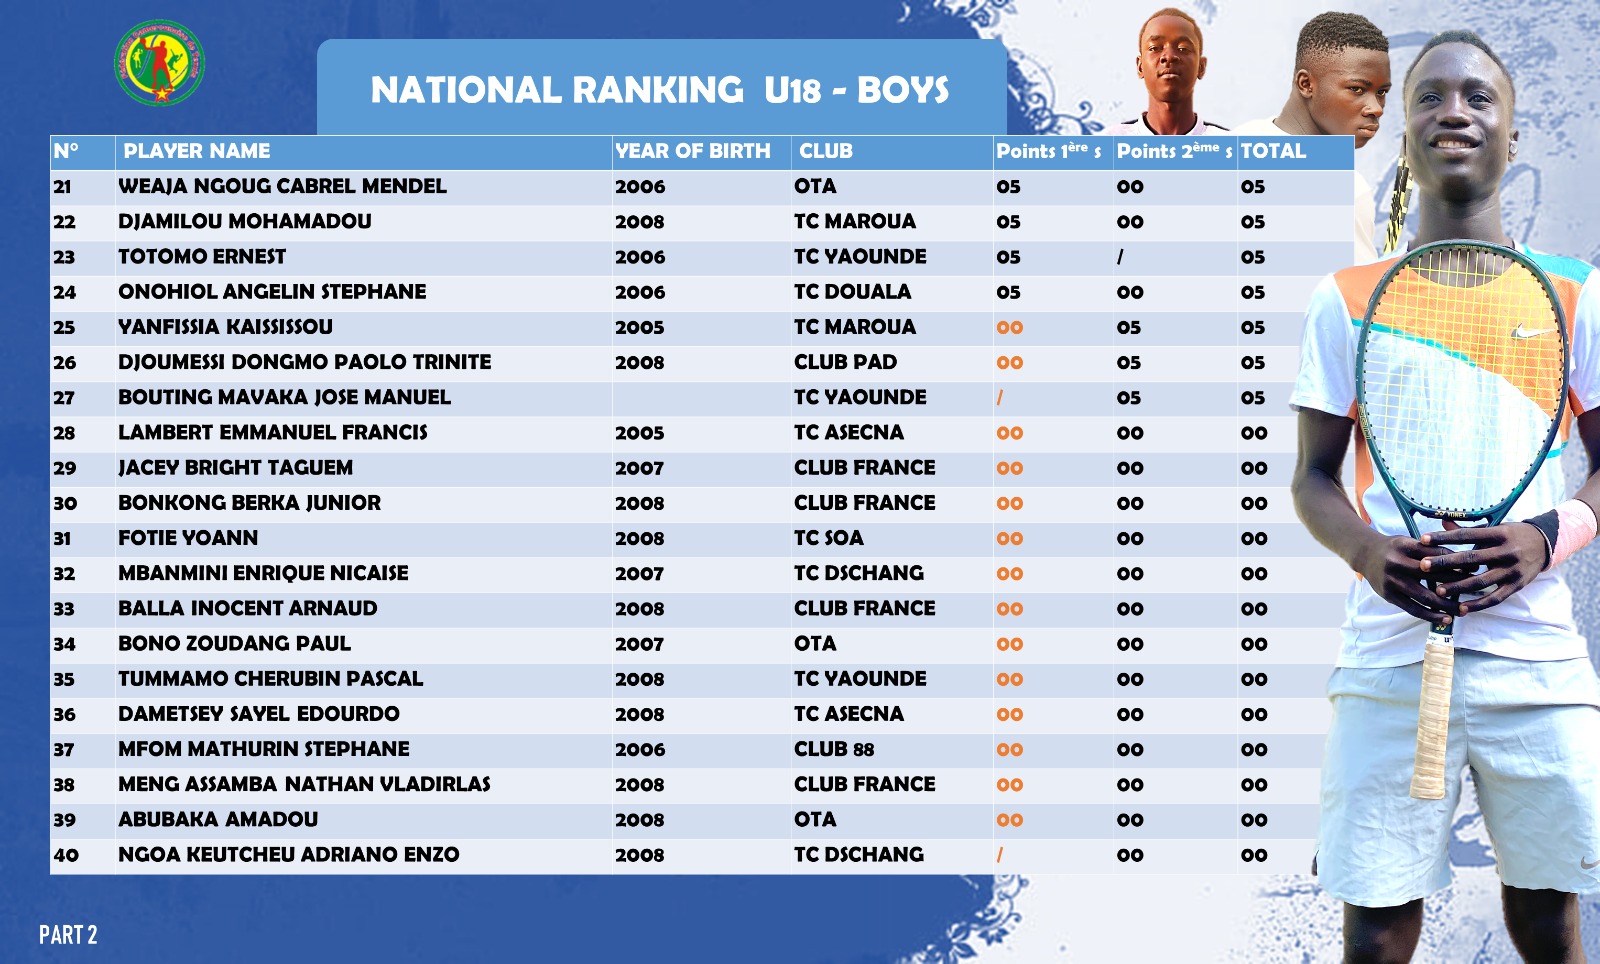 NATIONAL RANKING U18 - BOYS
N° PLAYER NAME YEAR OF BIRTH CLUB Points 1ère s Points 2ème s TOTAL
21 WEAJA NGOUG CABREL MENDEL 2006 OTA 05 00 05
22 DJAMILOU MOHAMADOU 2008 TC MAROUA 05 00 05
23 TOTOMO ERNEST 2006 TC YAOUNDE 05 / 05
24 ONOHIOL ANGELIN STEPHANE 2006 TC DOUALA 05 00 05
25 YANFISSIA KAISSISSOU 2005 TC MAROUA 00 05 05
26 DJOUMESSI DONGMO PAOLO TRINITE 2008 CLUB PAD 00 05 05
27 BOUTING MAVAKA JOSE MANUEL TC YAOUNDE / 05 05
28 LAMBERT EMMANUEL FRANCIS 2005 TC ASECNA 00 00 00
29 JACEY BRIGHT TAGUEM 2007 CLUB FRANCE 00 00 00
30 BONKONG BERKA JUNIOR 2008 CLUB FRANCE 00 00 00
31 FOTIE YOANN 2008 TC SOA 00 00 00
32 MBANMINI ENRIQUE NICAISE 2007 TC DSCHANG 00 00 00
33 BALLA INOCENT ARNAUD 2008 CLUB FRANCE 00 00 00
34 BONO ZOUDANG PAUL 2007 OTA 00 00 00
35 TUMMAMO CHERUBIN PASCAL 2008 TC YAOUNDE 00 00 00
36 DAMETSEY SAYEL EDOURDO 2008 TC ASECNA 00 00 00
37 MFOM MATHURIN STEPHANE 2006 CLUB 88 00 00 00
38 MENG ASSAMBA NATHAN VLADIRLAS 2008 CLUB FRANCE 00 00 00
39 ABUBAKA AMADOU 2008 OTA 00 00 00
40 NGOA KEUTCHEU ADRIANO ENZO 2008 TC DSCHANG / 00 00
PART 2